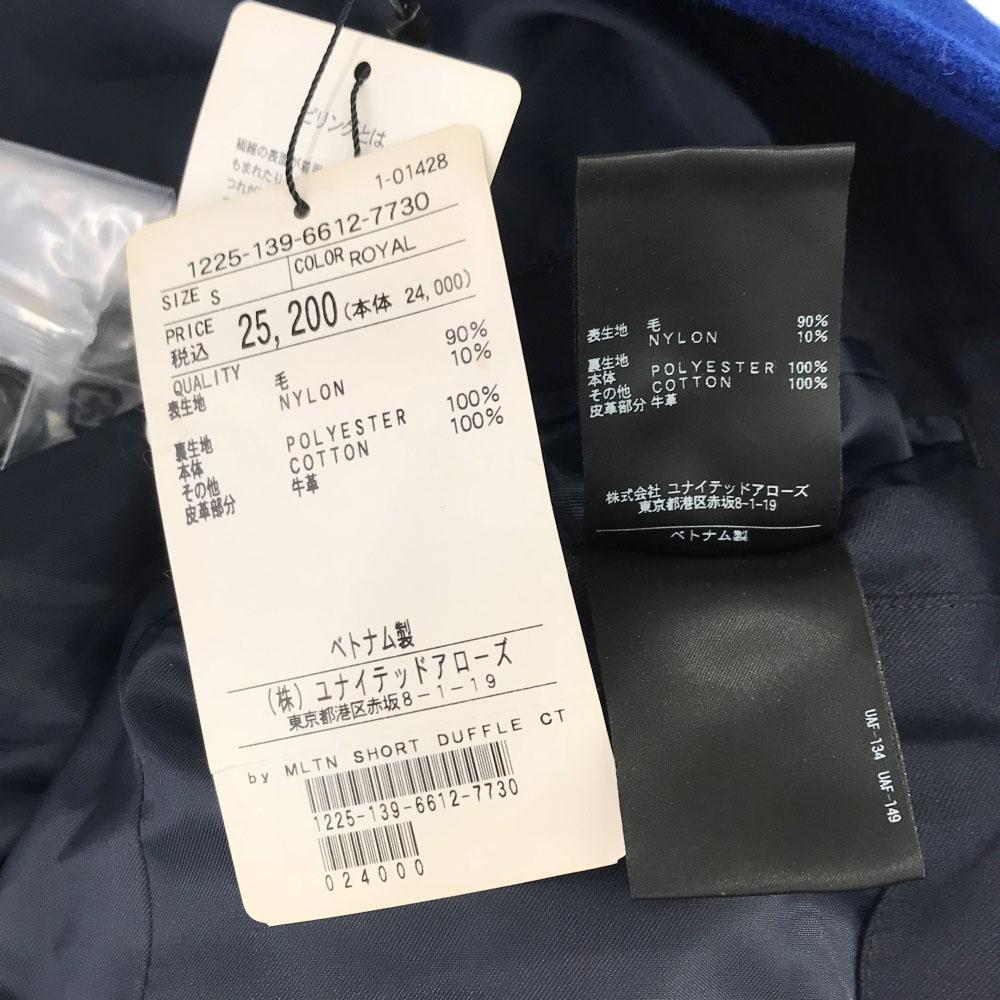 ピリング上は
繊維の表面が着用
もまれたり
1-01428
1225-139-6612-7730
SIZE S COLOR ROYAL
PRICE 税込 25,200 (本体 24,000)
QUALITY
表生地 毛 90%
NYLON 10%
裏生地
本体 POLYESTER 100%
その他 COTTON 100%
皮革部分 牛革
ベトナム製
(株) ユナイテッドアローズ
東京都港区赤坂8-1-19
by MLTN SHORT DUFFLE CT
1225-139-6612-7730
024000
表生地 毛 90%
NYLON 10%
裏生地
本体 POLYESTER 100%
その他 COTTON 100%
皮革部分 牛革
株式会社 ユナイテッドアローズ
東京都港区赤坂8-1-19
ベトナム製
UAF-134 UAF-149